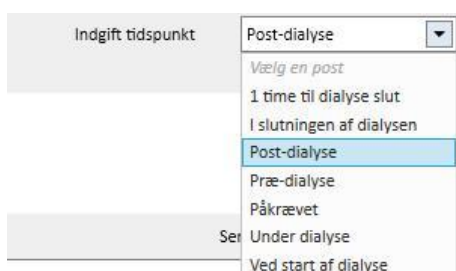 Indgift tidspunkt Post-dialyse
Vælg en post
1 time til dialyse slut
I slutningen af dialysen
Post-dialyse
Præ-dialyse
Påkrævet
Ser Under dialyse
Ved start af dialyse